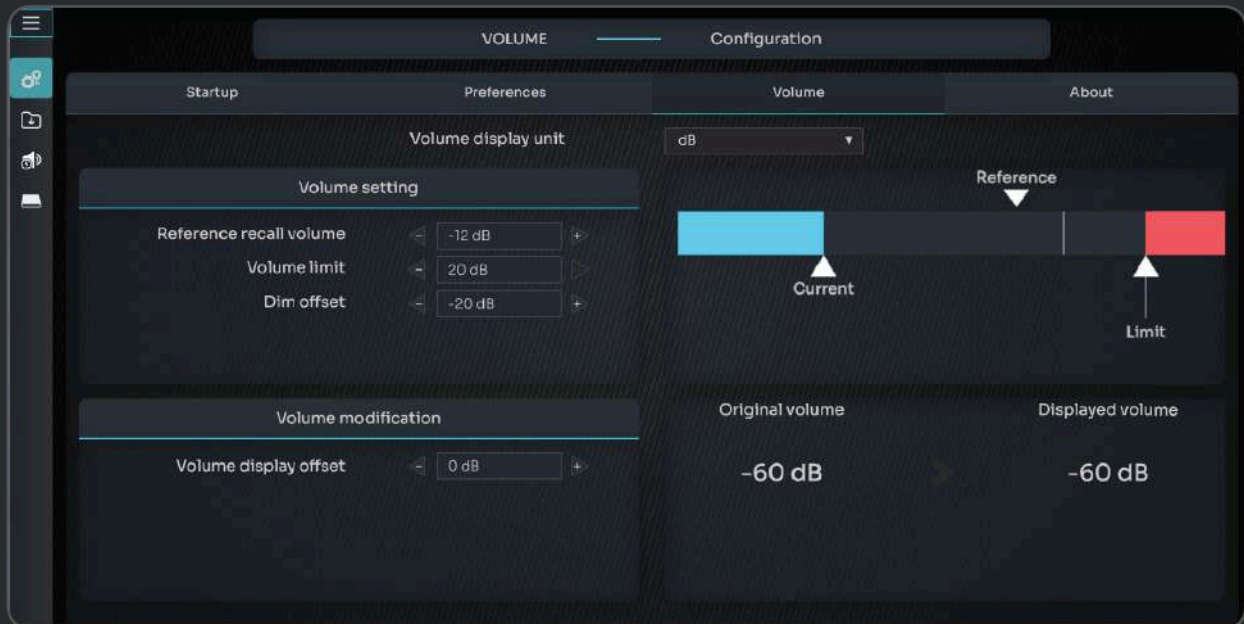 VOLUME Configuration
Startup Preferences Volume About
Volume display unit dB
Volume setting
Reference recall volume - -12 dB +
Volume limit - 20 dB
Dim offset - -20 dB +
Reference
Current
Limit
Volume modification
Volume display offset - 0 dB +
Original volume Displayed volume
-60 dB -60 dB